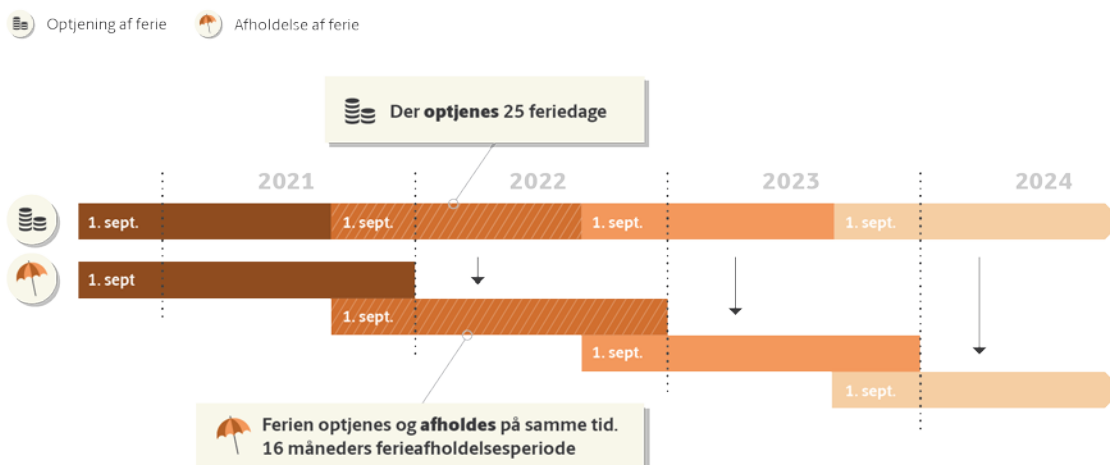 Optjening af ferie
Afholdelse af ferie
Der optjenes 25 feriedage
2021
2022
2023
2024
1. sept.
1. sept.
1. sept.
1. sept.
1. sept
1. sept.
1. sept.
1. sept.
Ferien optjenes og afholdes på samme tid.
16 måneders ferieafholdelsesperiode